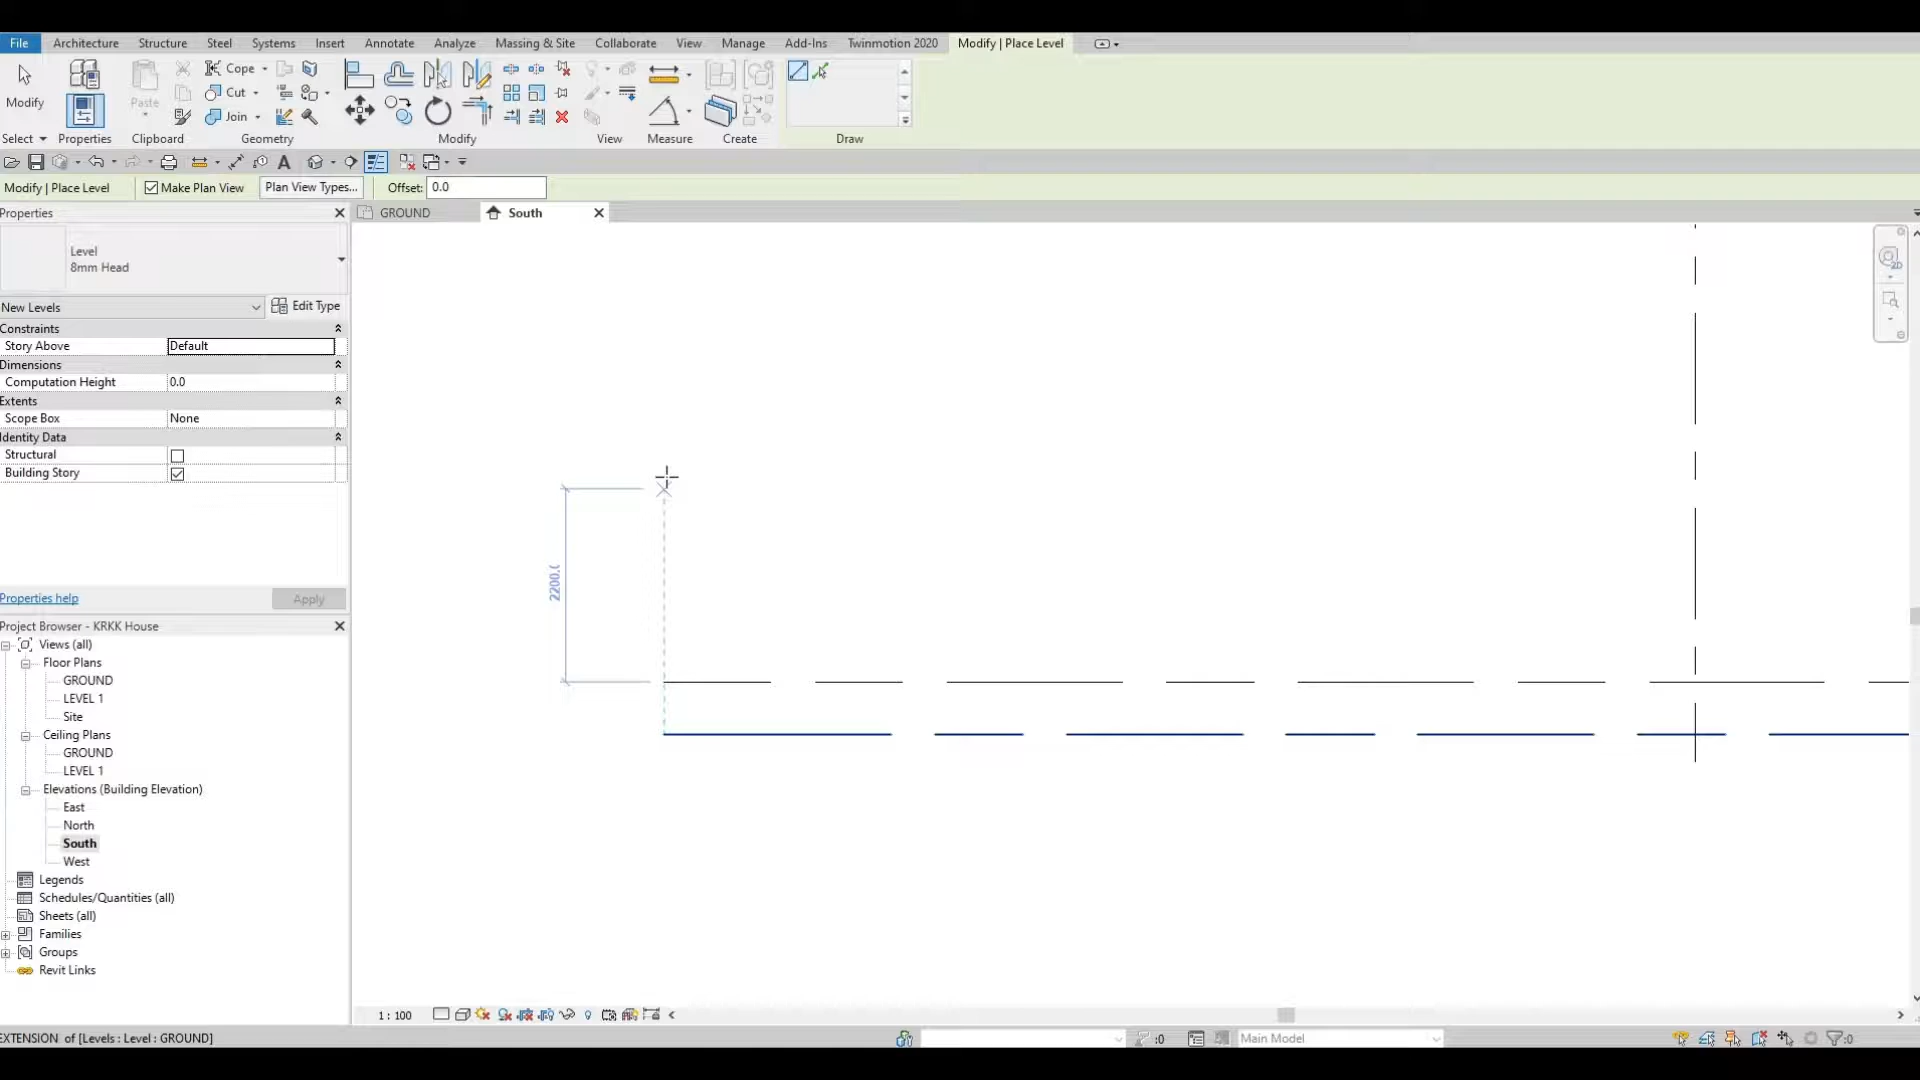 File Architecture Structure Steel Systems Insert Annotate Analyze Massing & Site Collaborate View Manage Add-Ins Twinmotion 2020 Modify | Place Level
Modify
Paste
Cope
Cut
Join
Select Properties Clipboard Geometry Modify View Measure Create Draw
Modify | Place Level Make Plan View Plan View Types... Offset: 0.0
Properties
GROUND South
Level
8mm Head
New Levels Edit Type
Constraints
Story Above Default
Dimensions
Computation Height 0.0
Extents
Scope Box None
Identity Data
Structural
Building Story
2200.(
Properties help Apply
Project Browser - KRKK House
Views (all)
Floor Plans
GROUND
LEVEL 1
Site
Ceiling Plans
GROUND
LEVEL 1
Elevations (Building Elevation)
East
North
South
West
Legends
Schedules/Quantities (all)
Sheets (all)
Families
Groups
Revit Links
1 : 100
EXTENSION of [Levels : Level : GROUND] :0 Main Model :0
2D